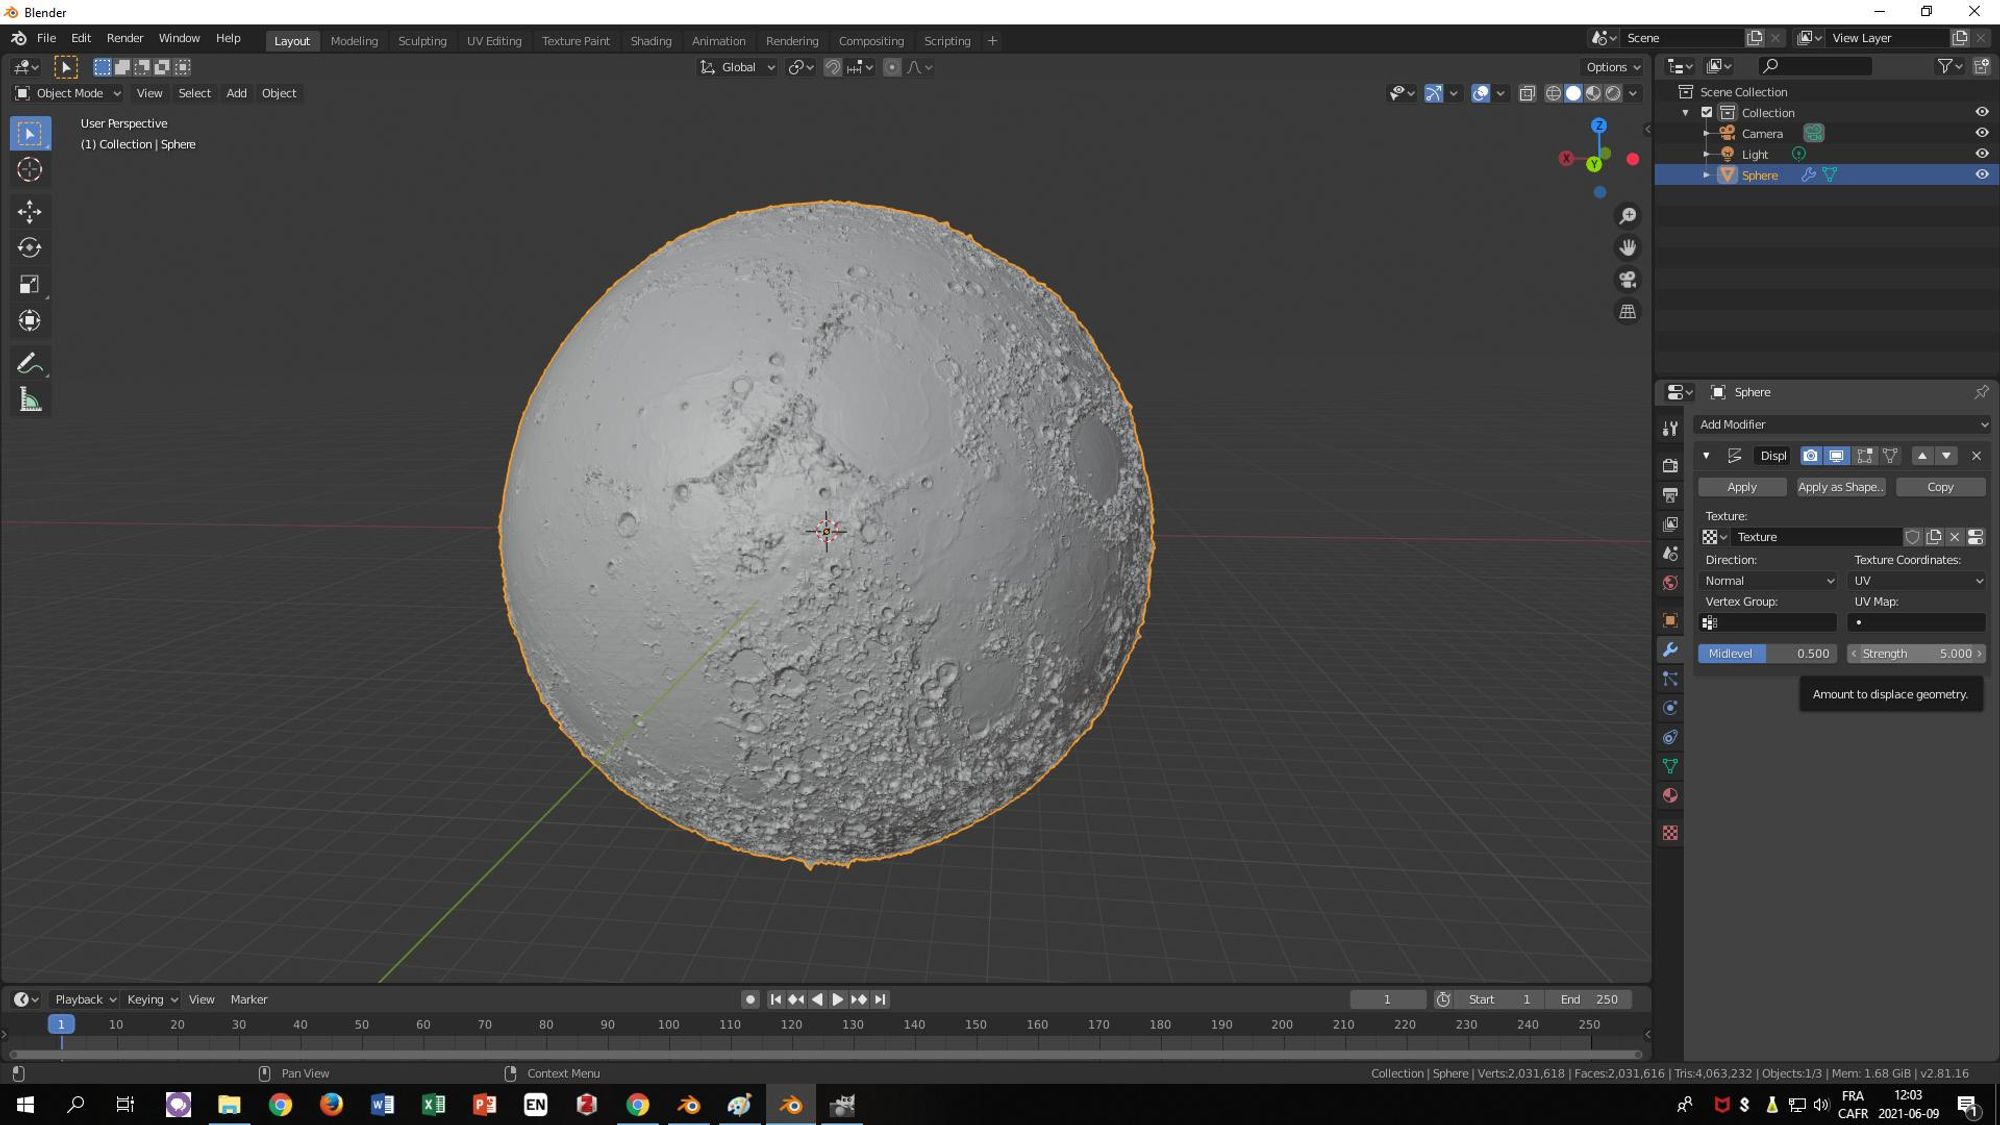 Blender
File Edit Render Window Help Layout Modeling Sculpting UV Editing Texture Paint Shading Animation Rendering Compositing Scripting + Scene View Layer
Global Options
Object Mode View Select Add Object
User Perspective
(1) Collection | Sphere
Z
X
Y
Scene Collection
Collection
Camera
Light
Sphere
Sphere
Add Modifier
Displ
Apply Apply as Shape.. Copy
Texture:
Texture
Direction: Texture Coordinates:
Normal UV
Vertex Group: UV Map:
Midlevel 0.500 Strength 5.000
Amount to displace geometry.
Playback Keying View Marker 1 Start 1 End 250
1 10 20 30 40 50 60 70 80 90 100 110 120 130 140 150 160 170 180 190 200 210 220 230 240 250
Pan View Context Menu Collection | Sphere | Verts:2,031,618 | Faces:2,031,616 | Tris:4,063,232 | Objects:1/3 | Mem: 1.68 GiB | v2.81.16
EN
FRA 12:03
CAFR 2021-06-09
1